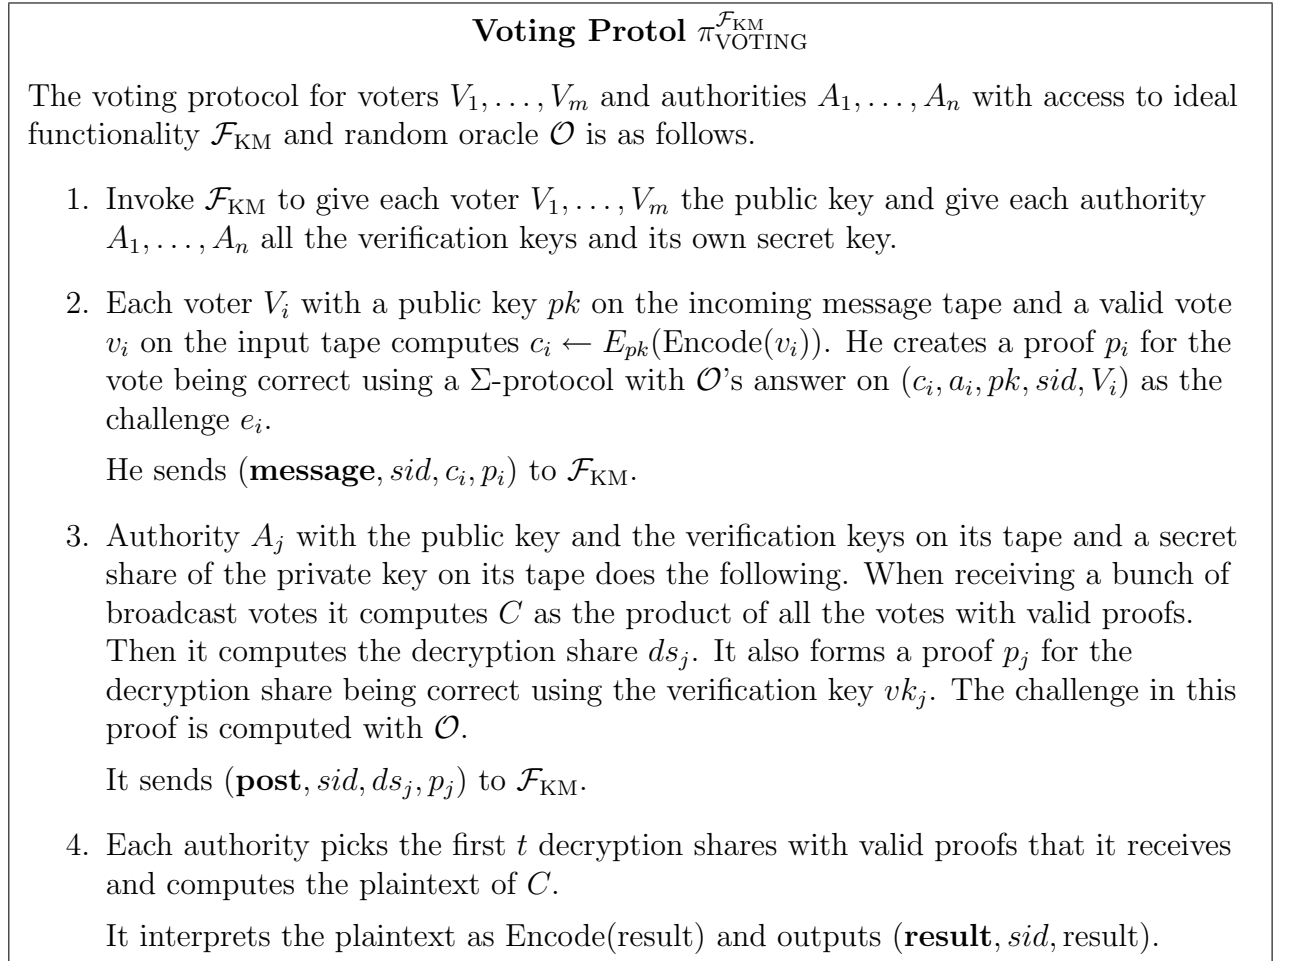 Voting Protol $\pi_{\text{VOTING}}^{\mathcal{F}_{\text{KM}}}$
The voting protocol for voters $V_1, \ldots, V_m$ and authorities $A_1, \ldots, A_n$ with access to ideal
functionality $\mathcal{F}_{\text{KM}}$ and random oracle $\mathcal{O}$ is as follows.
1. Invoke $\mathcal{F}_{\text{KM}}$ to give each voter $V_1, \ldots, V_m$ the public key and give each authority
$A_1, \ldots, A_n$ all the verification keys and its own secret key.
2. Each voter $V_i$ with a public key $pk$ on the incoming message tape and a valid vote
$v_i$ on the input tape computes $c_i \leftarrow E_{pk}(\text{Encode}(v_i))$. He creates a proof $p_i$ for the
vote being correct using a $\Sigma$-protocol with $\mathcal{O}$'s answer on $(c_i, a_i, pk, sid, V_i)$ as the
challenge $e_i$.
He sends $(\textbf{message}, sid, c_i, p_i)$ to $\mathcal{F}_{\text{KM}}$.
3. Authority $A_j$ with the public key and the verification keys on its tape and a secret
share of the private key on its tape does the following. When receiving a bunch of
broadcast votes it computes $C$ as the product of all the votes with valid proofs.
Then it computes the decryption share $ds_j$. It also forms a proof $p_j$ for the
decryption share being correct using the verification key $vk_j$. The challenge in this
proof is computed with $\mathcal{O}$.
It sends $(\textbf{post}, sid, ds_j, p_j)$ to $\mathcal{F}_{\text{KM}}$.
4. Each authority picks the first $t$ decryption shares with valid proofs that it receives
and computes the plaintext of $C$.
It interprets the plaintext as Encode(result) and outputs $(\textbf{result}, sid, \text{result})$.